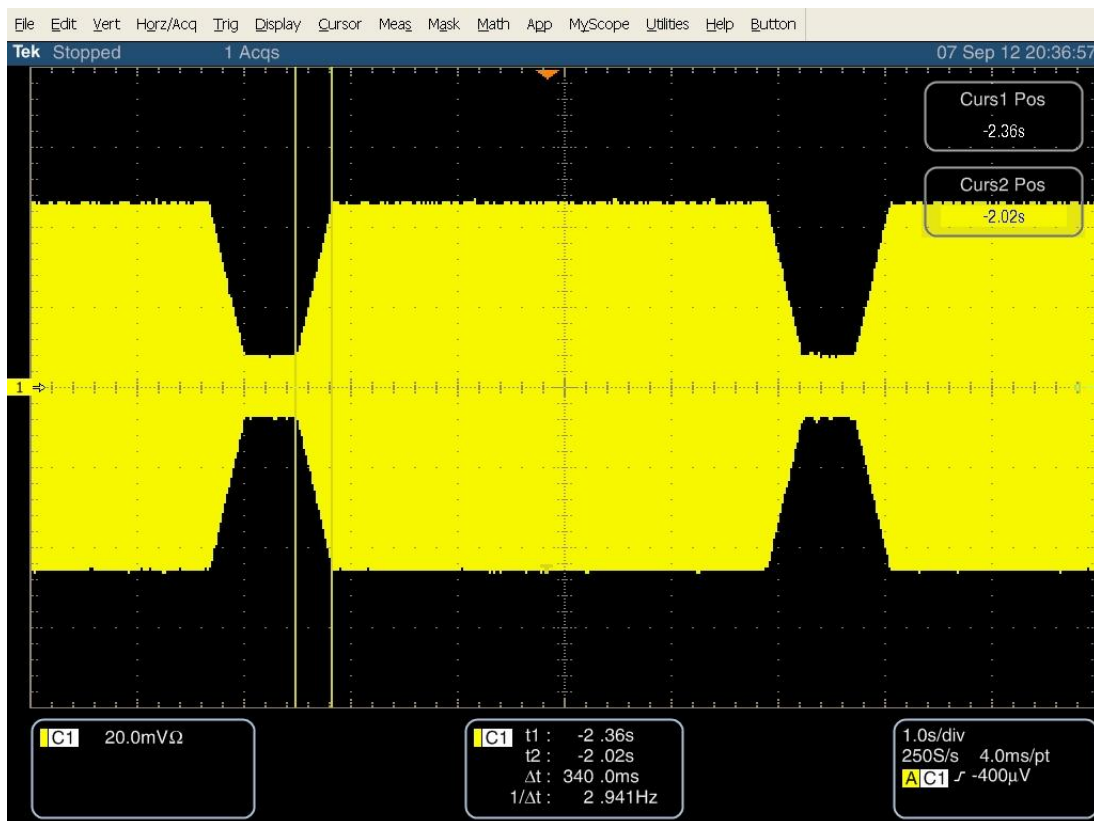 File Edit Vert Horz/Acq Trig Display Cursor Meas Mask Math App MyScope Utilities Help Button
Tek Stopped 1 Acqs 07 Sep 12 20:36:57
Curs1 Pos
-2.36s
Curs2 Pos
-2.02s
1
C1 20.0mVΩ
C1 t1 : -2 .36s
t2 : -2 .02s
Δt : 340 .0ms
1/Δt : 2 .941Hz
1.0s/div
250S/s 4.0ms/pt
A C1 -400μV